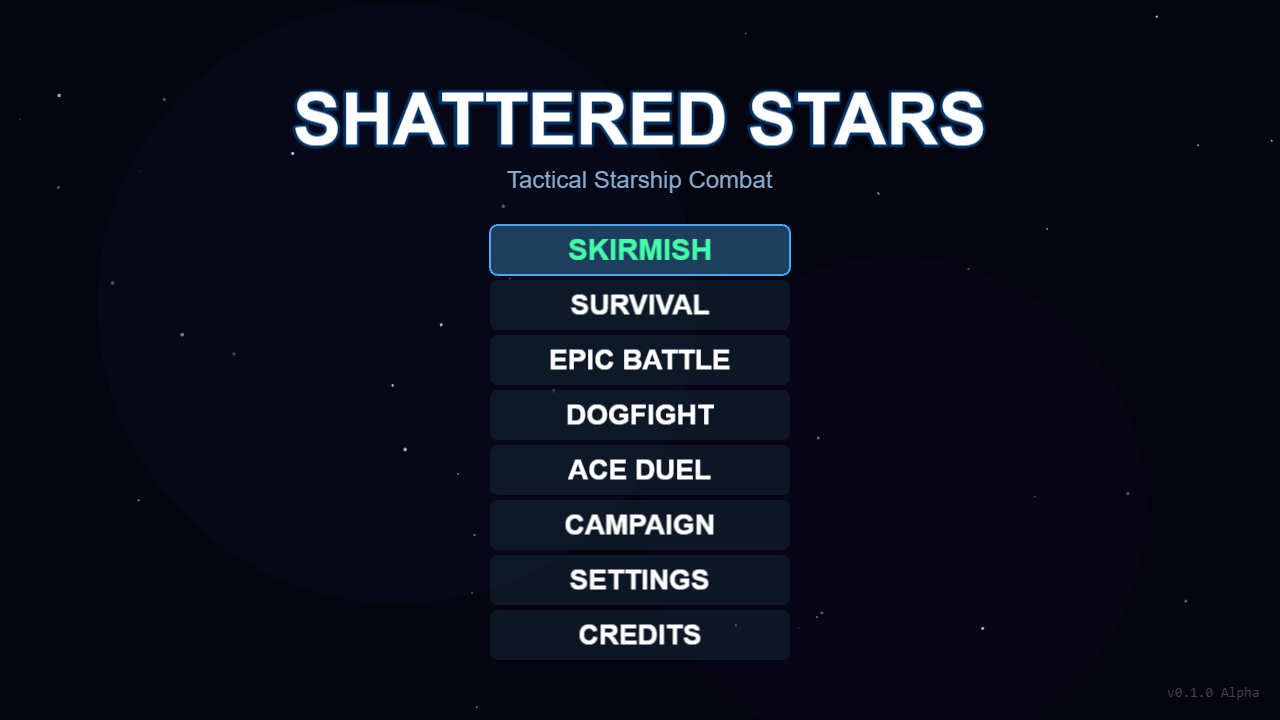 SHATTERED STARS
Tactical Starship Combat
SKIRMISH
SURVIVAL
EPIC BATTLE
DOGFIGHT
ACE DUEL
CAMPAIGN
SETTINGS
CREDITS
v0.1.0 Alpha